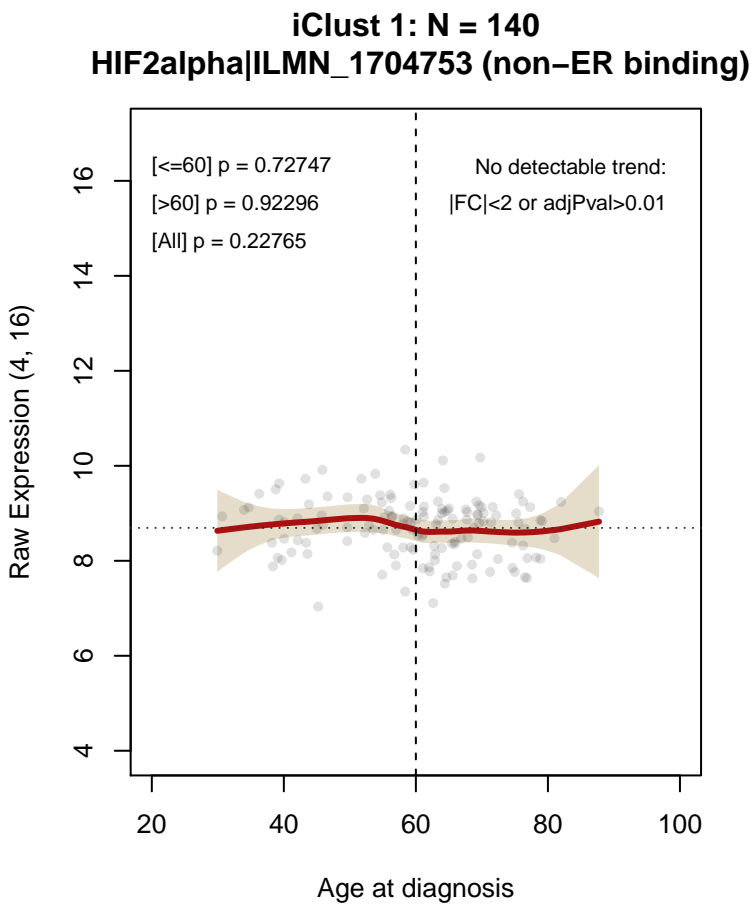 iClust 1: N = 140
HIF2alpha|ILMN_1704753 (non−ER binding)
[<=60] p = 0.72747
[>60] p = 0.92296
[All] p = 0.22765
No detectable trend:
|FC|<2 or adjPval>0.01
Raw Expression (4, 16)
16
14
12
10
8
6
4
20 40 60 80 100
Age at diagnosis